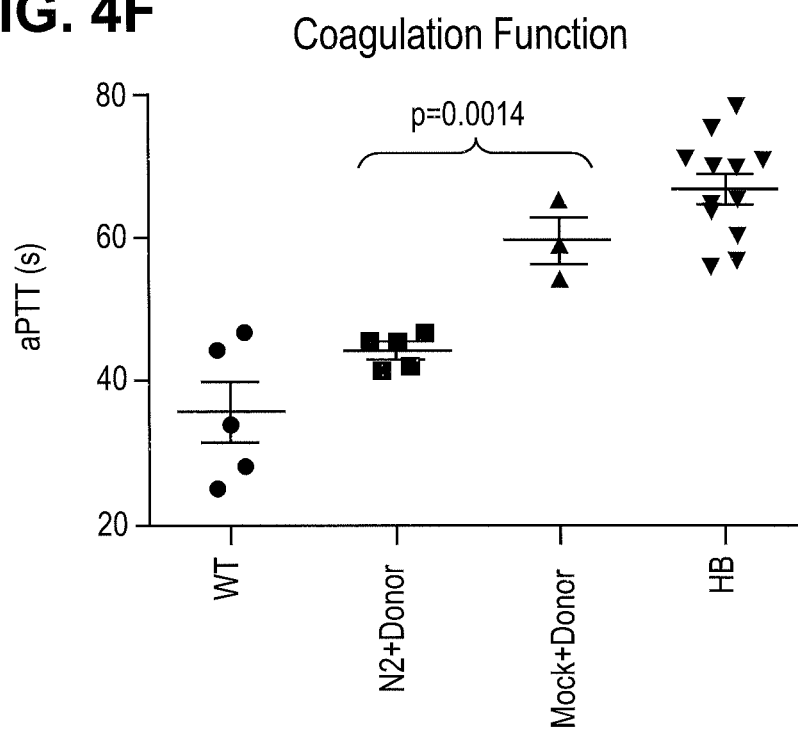 IG. 4F
Coagulation Function
80
p=0.0014
60
aPTT (s)
40
20
WT
N2+Donor
Mock+Donor
HB